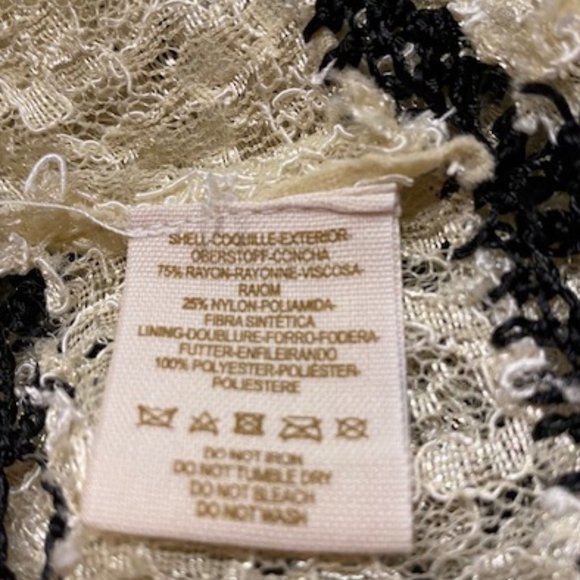 SHELL-COQUILLE-EXTERIOR-
OBERSTOFF-CONCHA
75% RAYON-RAYONNE-VISCOSA-
RAIOM
25% NYLON-POLIAMIDA-
FIBRA SINTÉTICA
LINING-DOUBLURE-FORRO-FODERA-
FUTTER-ENFILEIRANDO
100% POLYESTER-POLIÉSTER-
POLIESTERE
DO NOT IRON
DO NOT TUMBLE DRY
DO NOT BLEACH
DO NOT WASH